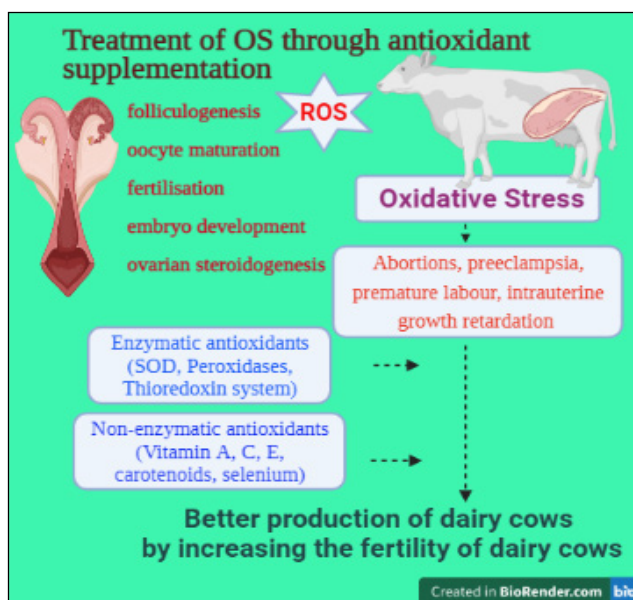 Treatment of OS through antioxidant
supplementation
folliculogenesis
ROS
oocyte maturation
fertilisation
embryo development
ovarian steroidogenesis
Oxidative Stress
Abortions, preeclampsia,
premature labour, intrauterine
growth retardation
Enzymatic antioxidants
(SOD, Peroxidases,
Thioredoxin system)
Non-enzymatic antioxidants
(Vitamin A, C, E,
carotenoids, selenium)
Better production of dairy cows
by increasing the fertility of dairy cows
Created in BioRender.com bio